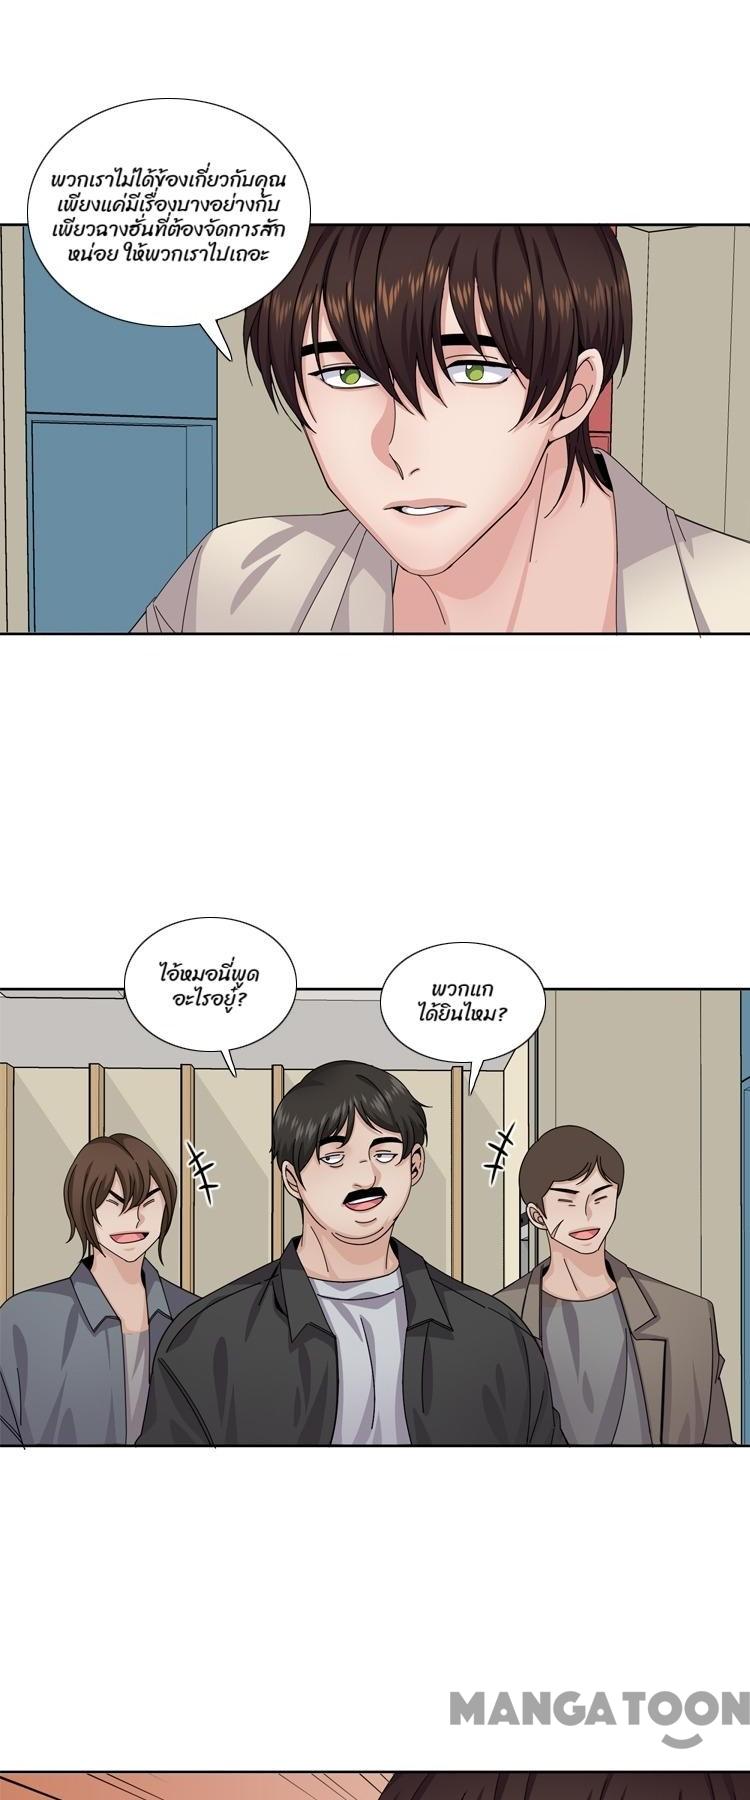 พวกเราไม่ได้ข้องเกี่ยวกับคุณ
เพียงแค่มีเรื่องบางอย่างกับ
เพียวฉางฮั่นที่ต้องจัดการสัก
หน่อย ให้พวกเราไปเถอะ
ไอ้หมอนี่พูด
อะไรอยู่?
พวกแก
ได้ยินไหม?
MANGATOON